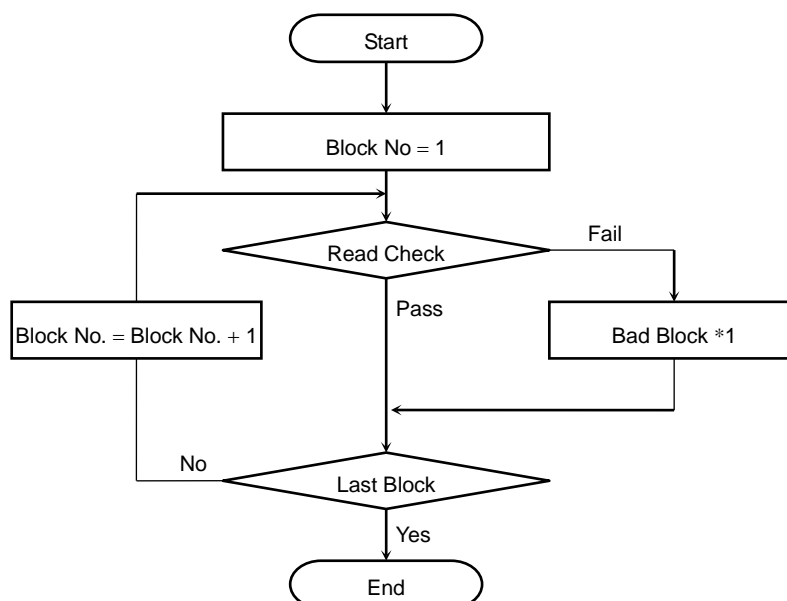 Start
Block No = 1
Read Check
Fail
Pass
Block No. = Block No. + 1
Bad Block *1
No
Last Block
Yes
End